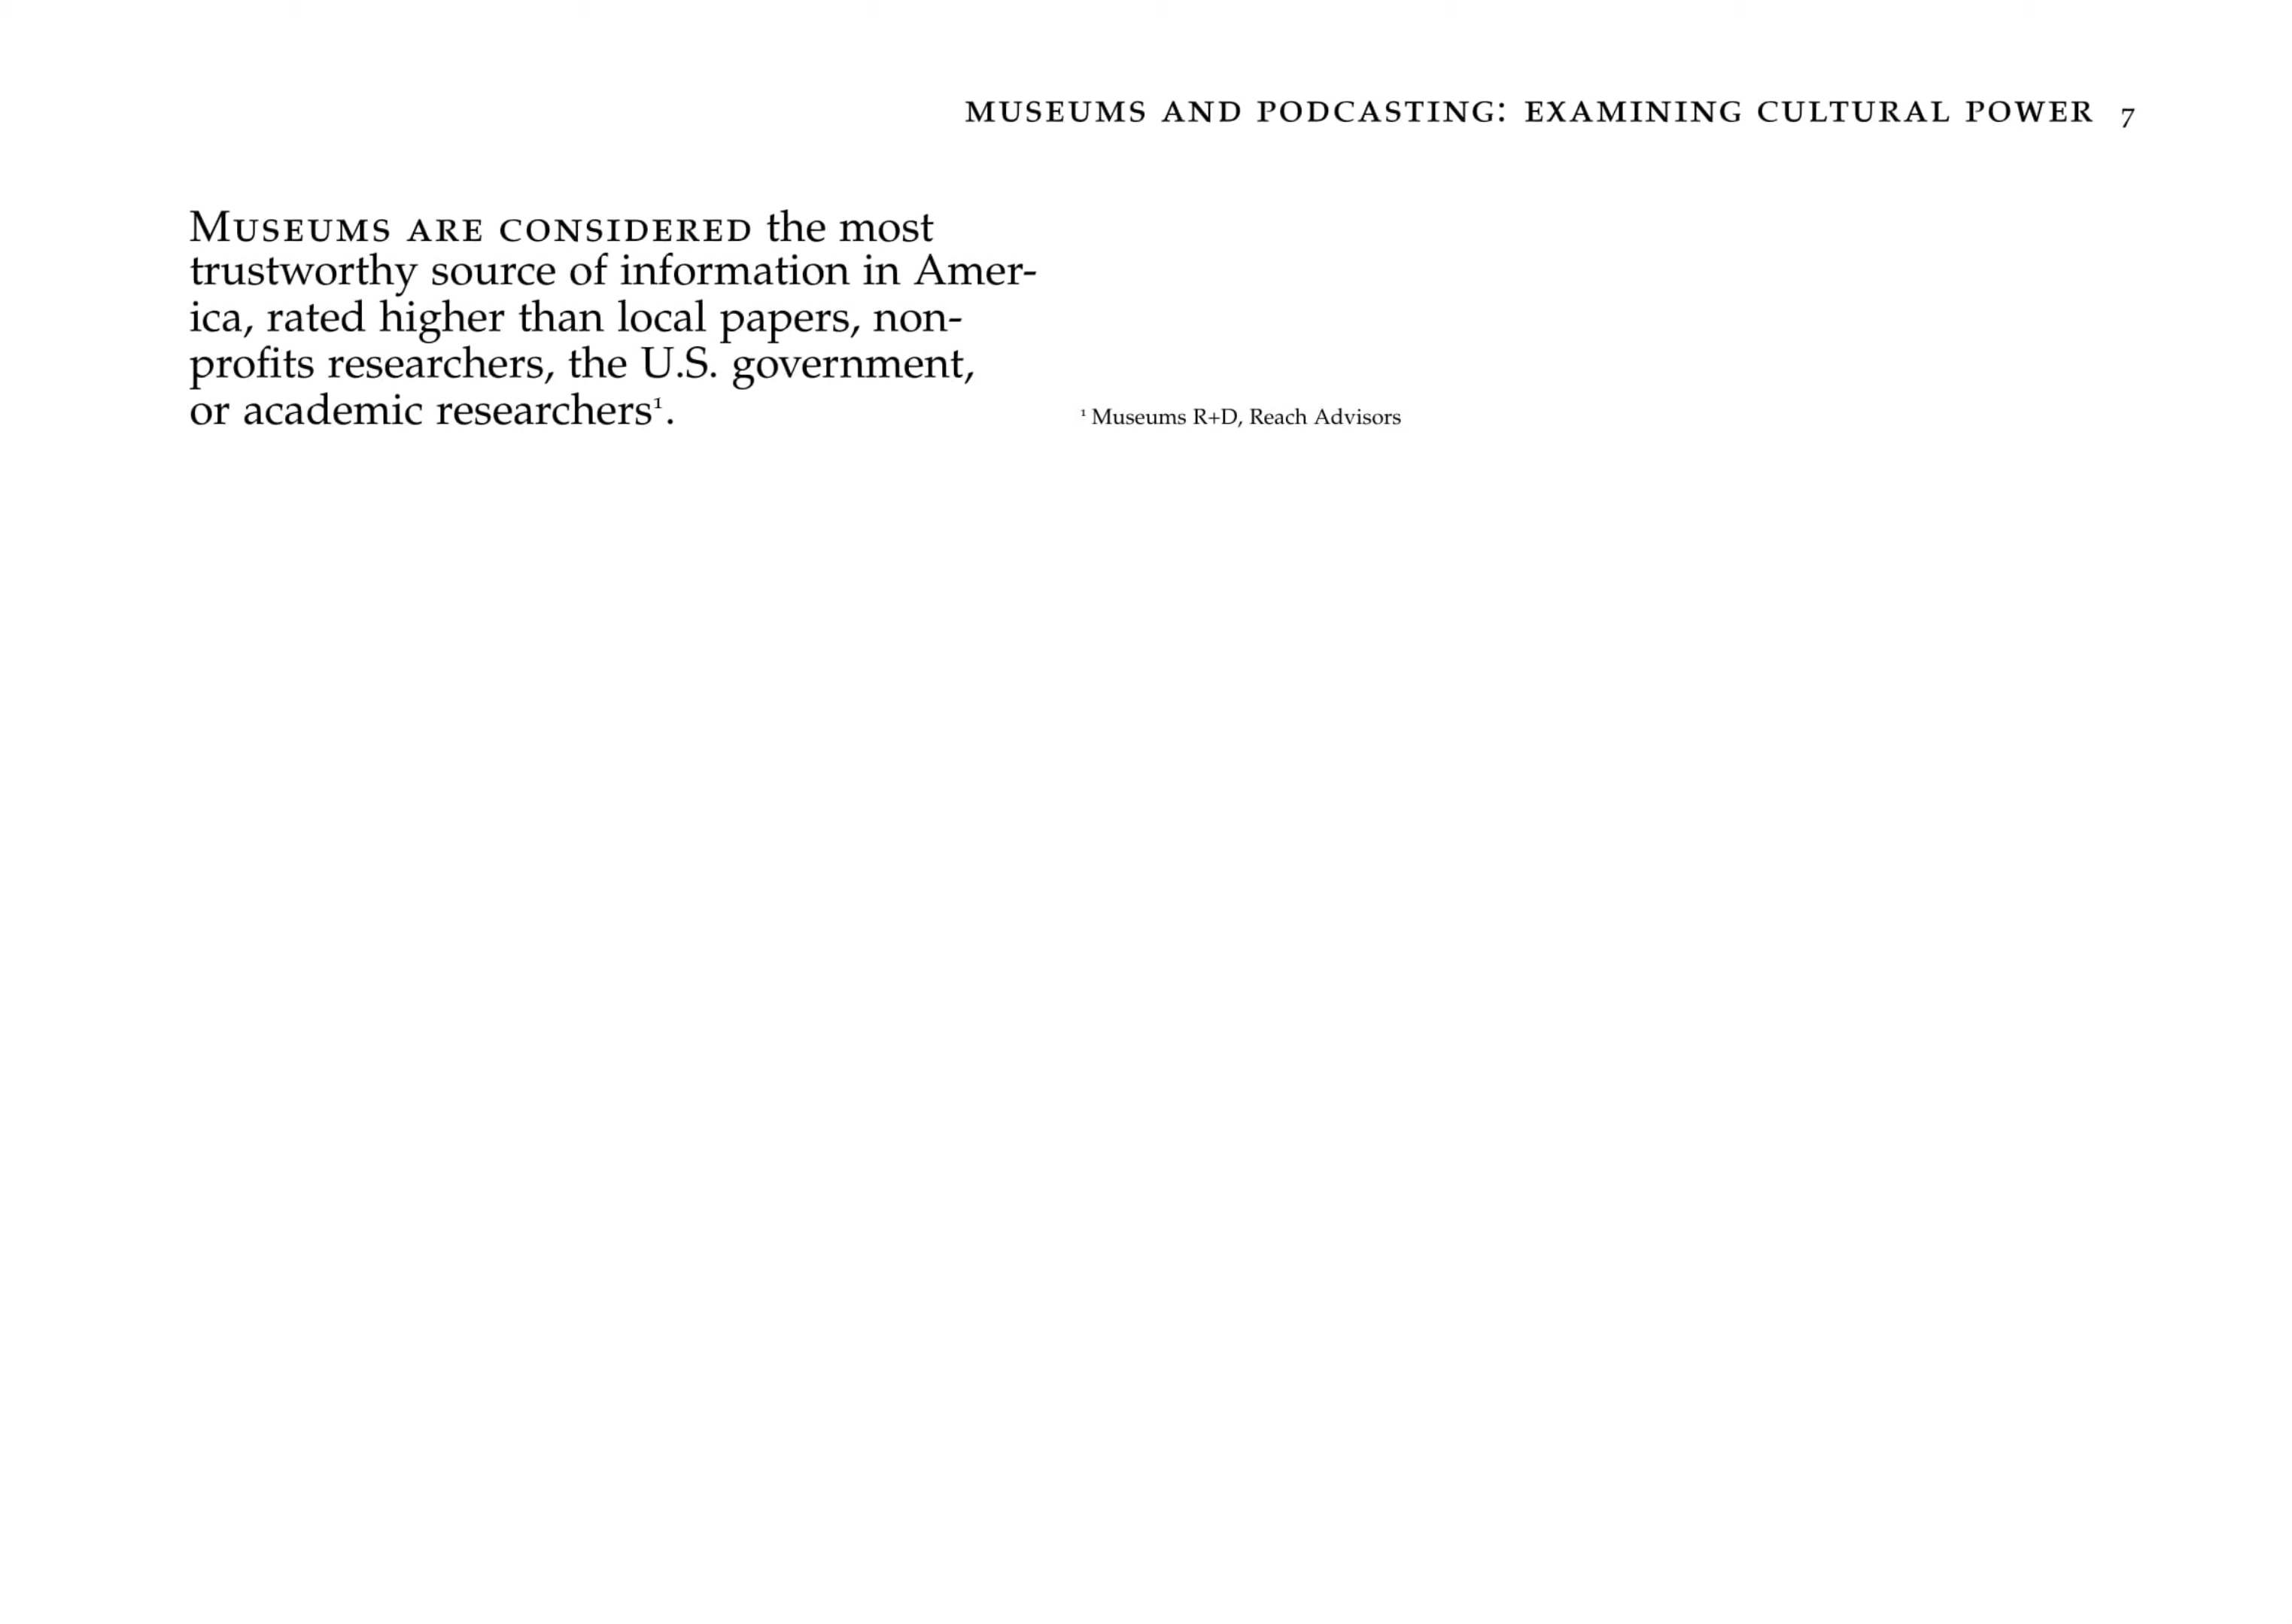 MUSEUMS AND PODCASTING: EXAMINING CULTURAL POWER 7
MUSEUMS ARE CONSIDERED the most
trustworthy source of information in Amer-
ica, rated higher than local papers, non-
profits researchers, the U.S. government,
or academic researchers¹.
¹ Museums R+D, Reach Advisors